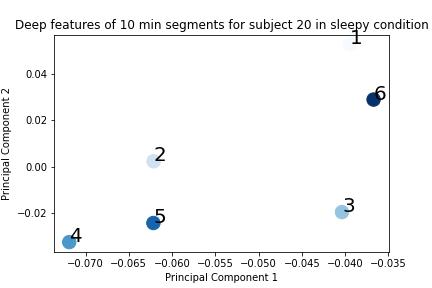 Deep features of 10 min segments for subject 20 in sleepy condition
1
0.04
6
0.02
Principal Component 2
2
0.00
3
−0.02
5
4
−0.070 −0.065 −0.060 −0.055 −0.050 −0.045 −0.040 −0.035
Principal Component 1